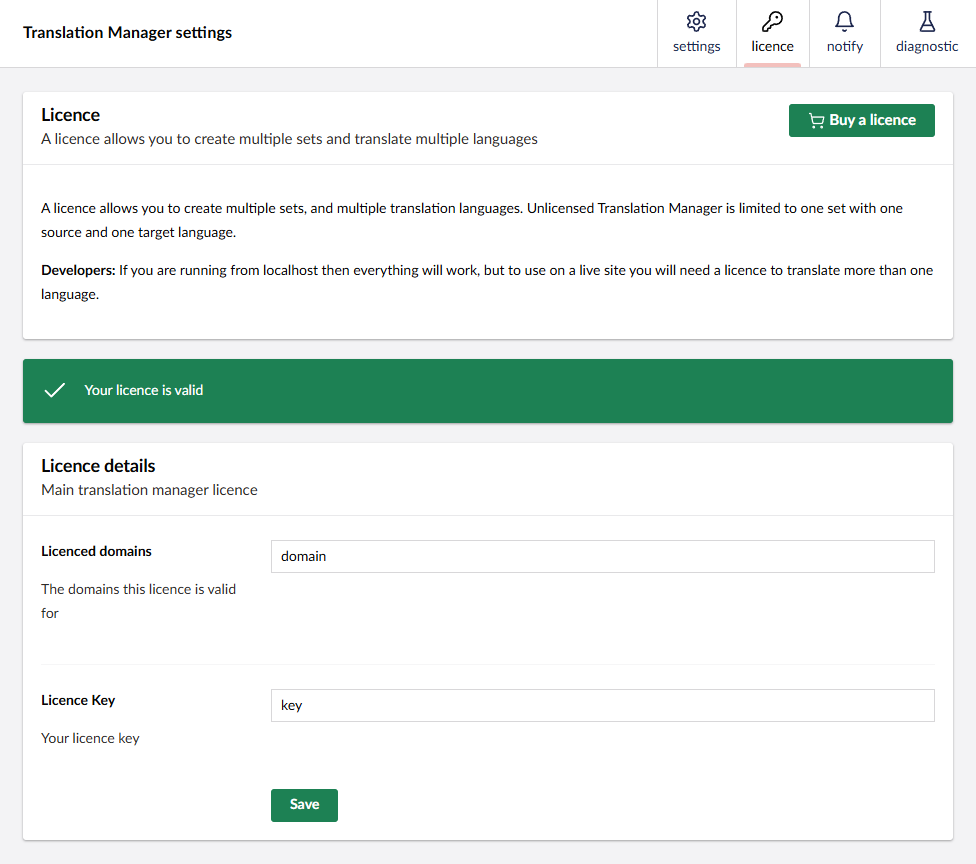 Translation Manager settings
settings
licence
notify
diagnostic
Licence
A licence allows you to create multiple sets and translate multiple languages
Buy a licence
A licence allows you to create multiple sets, and multiple translation languages. Unlicensed Translation Manager is limited to one set with one
source and one target language.
Developers: If you are running from localhost then everything will work, but to use on a live site you will need a licence to translate more than one
language.
Your licence is valid
Licence details
Main translation manager licence
Licenced domains
domain
The domains this licence is valid
for
Licence Key
key
Your licence key
Save